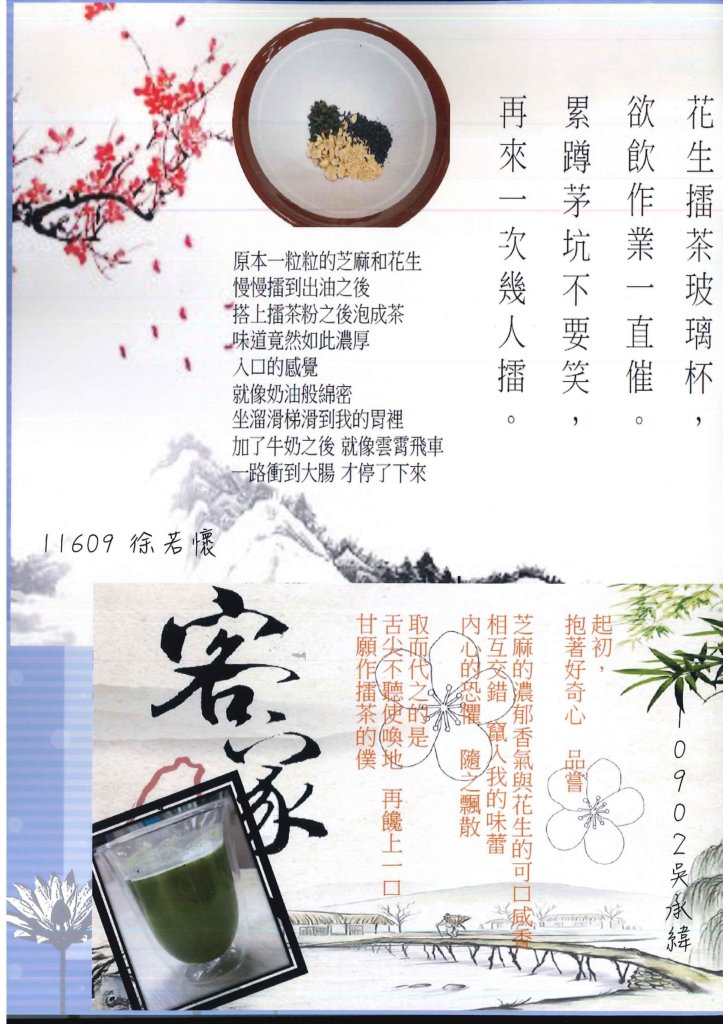 花生擂茶玻璃杯，
欲飲作業一直催。
累蹲茅坑不要笑，
再來一次幾人擂。
原本一粒粒的芝麻和花生
慢慢擂到出油之後
搭上擂茶粉之後泡成茶
味道竟然如此濃厚
入口的感覺
就像奶油般綿密
坐溜滑梯滑到我的胃裡
加了牛奶之後 就像雲霄飛車
一路衝到大腸 才停了下來
11609 徐若懷
客家
起初，
抱著好奇心 品嘗
芝麻的濃郁香氣與花生的可口咸香
相互交錯 竄入我的味蕾
內心的恐懼 隨之飄散
取而代之的是
舌尖不聽使喚地 再饞上一口
甘願作擂茶的僕
10902吳承緯